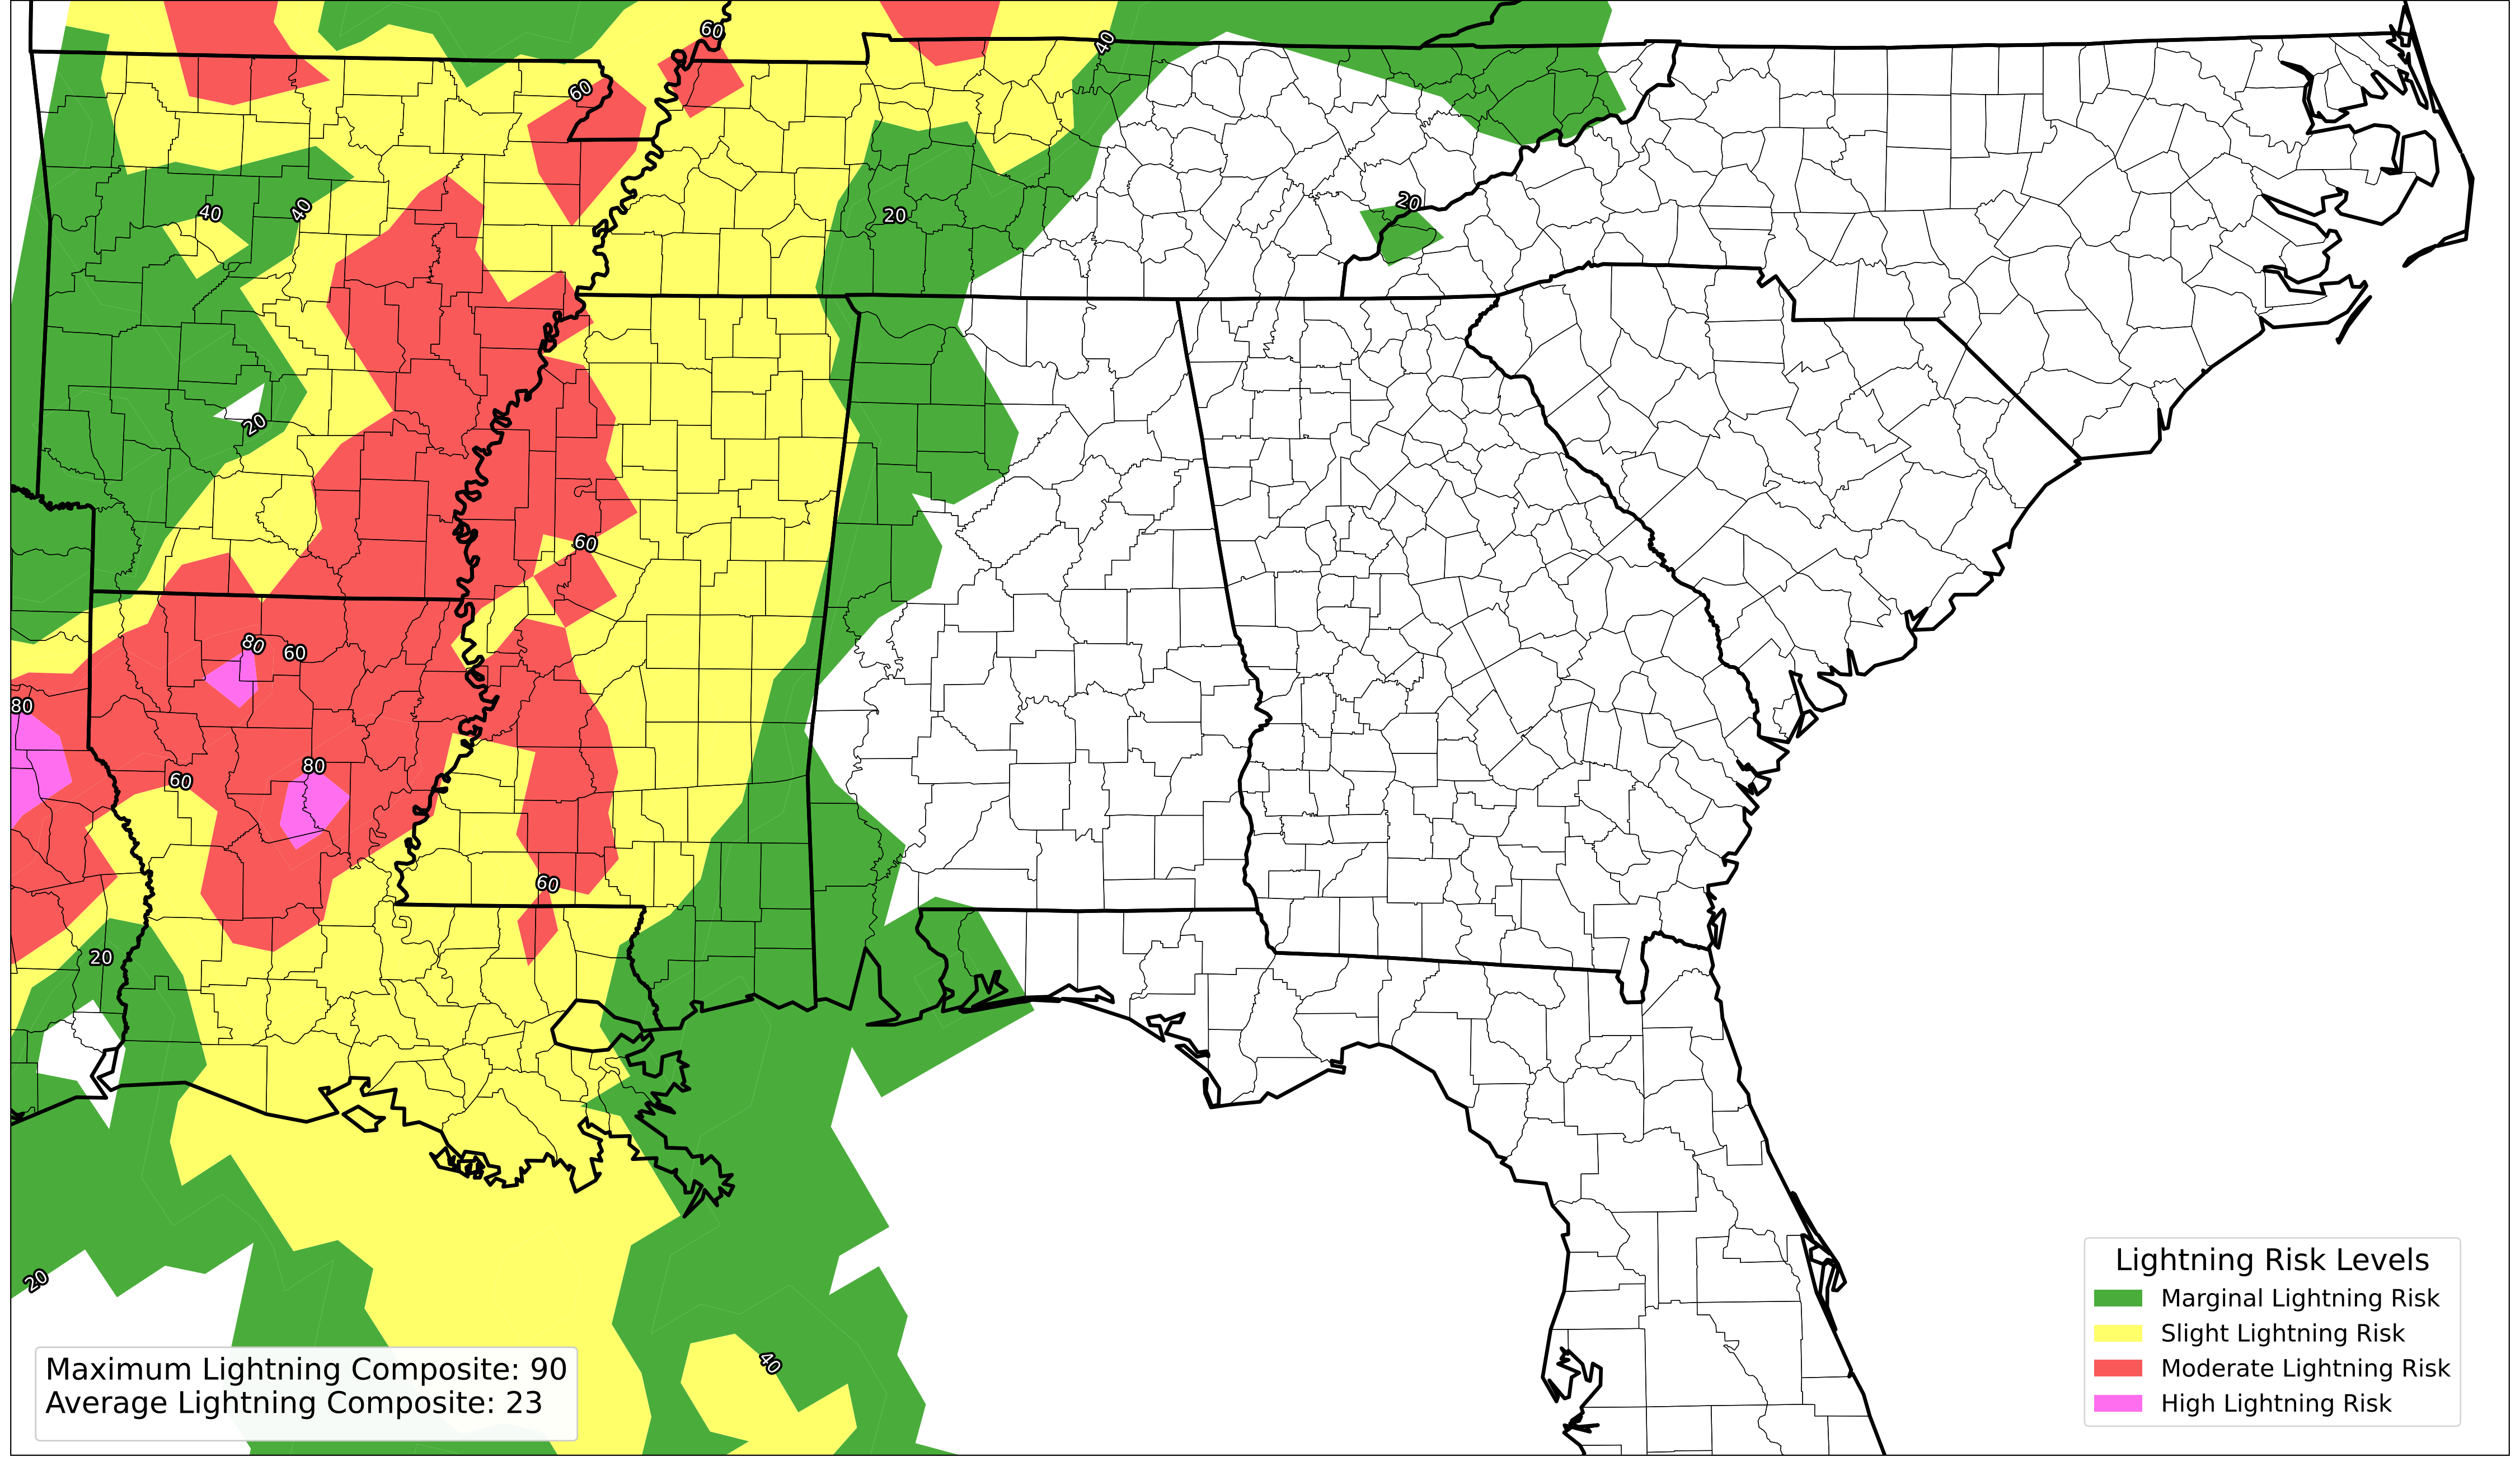 60
40
60
40
40
20
20
20
60
80
60
80
60
80
60
20
20
40
Maximum Lightning Composite: 90
Average Lightning Composite: 23
Lightning Risk Levels
Marginal Lightning Risk
Slight Lightning Risk
Moderate Lightning Risk
High Lightning Risk